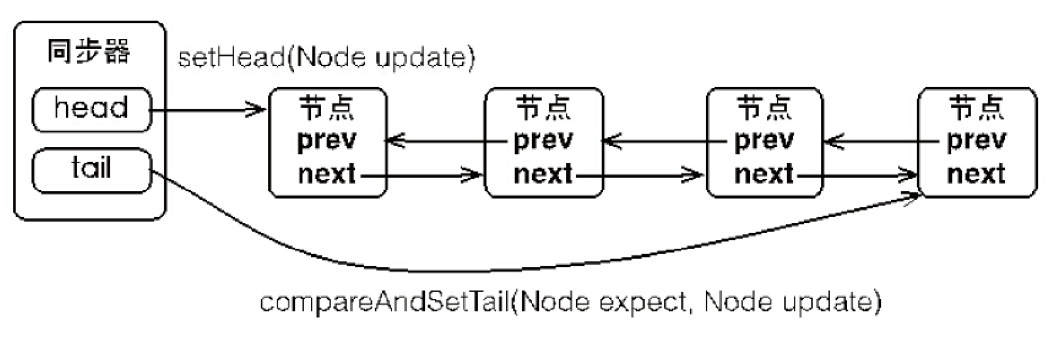 同步器
setHead(Node update)
head
tail
节点
prev
next
节点
prev
next
节点
prev
next
节点
prev
next
compareAndSetTail(Node expect, Node update)